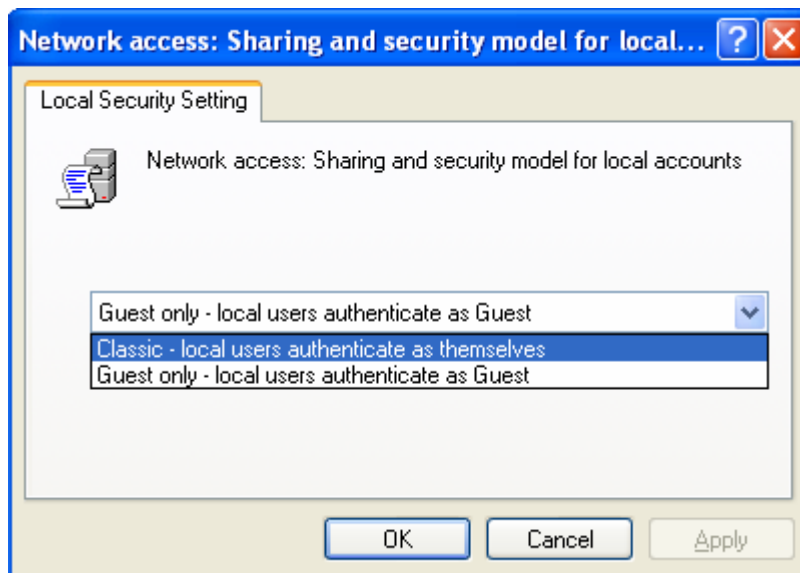 Network access: Sharing and security model for local...
Local Security Setting
Network access: Sharing and security model for local accounts
Guest only - local users authenticate as Guest
Classic - local users authenticate as themselves
Guest only - local users authenticate as Guest
OK Cancel Apply